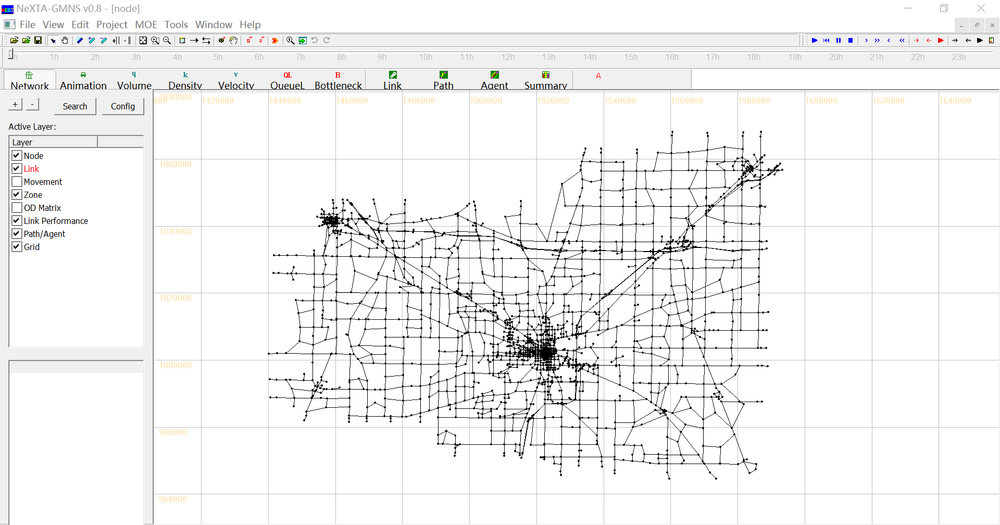 NeXTA-GMNS v0.8 - [node]
File View Edit Project MOE Tools Window Help
1h 2h 3h 4h 5h 6h 7h 8h 9h 10h 11h 12h 13h 14h 15h 16h 17h 18h 19h 20h 21h 22h 23h
q k v QL B A
Network Animation Volume Density Velocity QueueL Bottleneck Link Path Agent Summary
+ - Search Config
Active Layer:
Layer
Node
Link
Movement
Zone
OD Matrix
Link Performance
Path/Agent
Grid
1080000
1420000 1440000 1460000 1480000 1500000 1520000 1540000 1560000 1580000 1600000 1620000 1640000
1060000
1040000
1020000
1000000
980000
960000